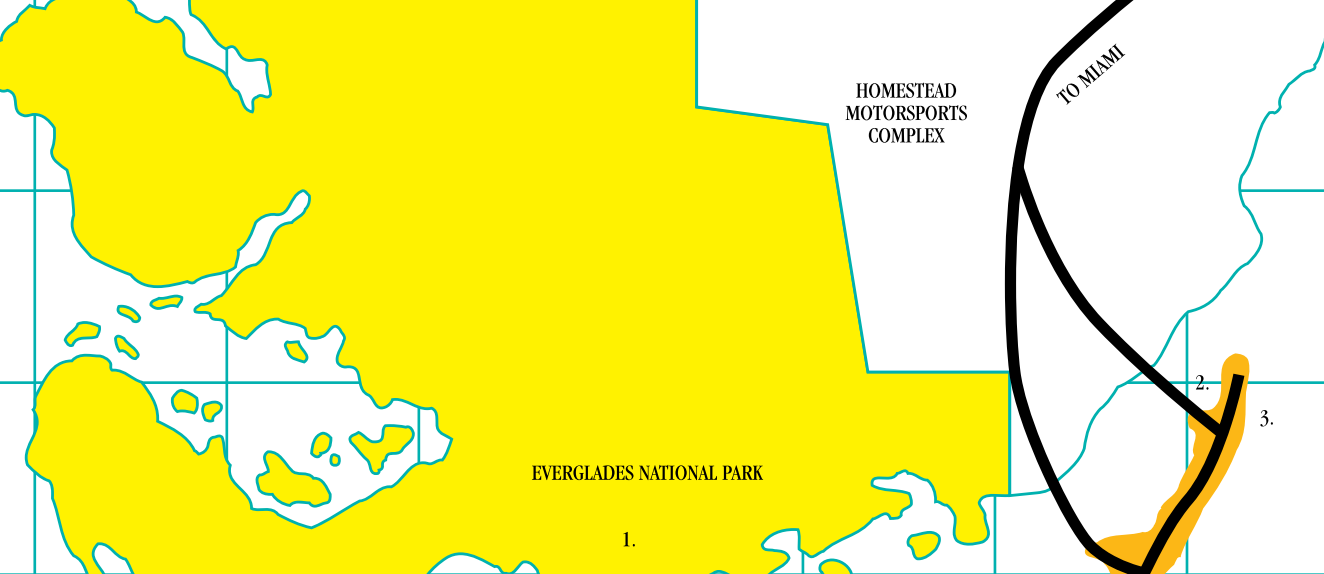 TO MIAMI
HOMESTEAD
MOTORSPORTS
COMPLEX
2.
3.
EVERGLADES NATIONAL PARK
1.